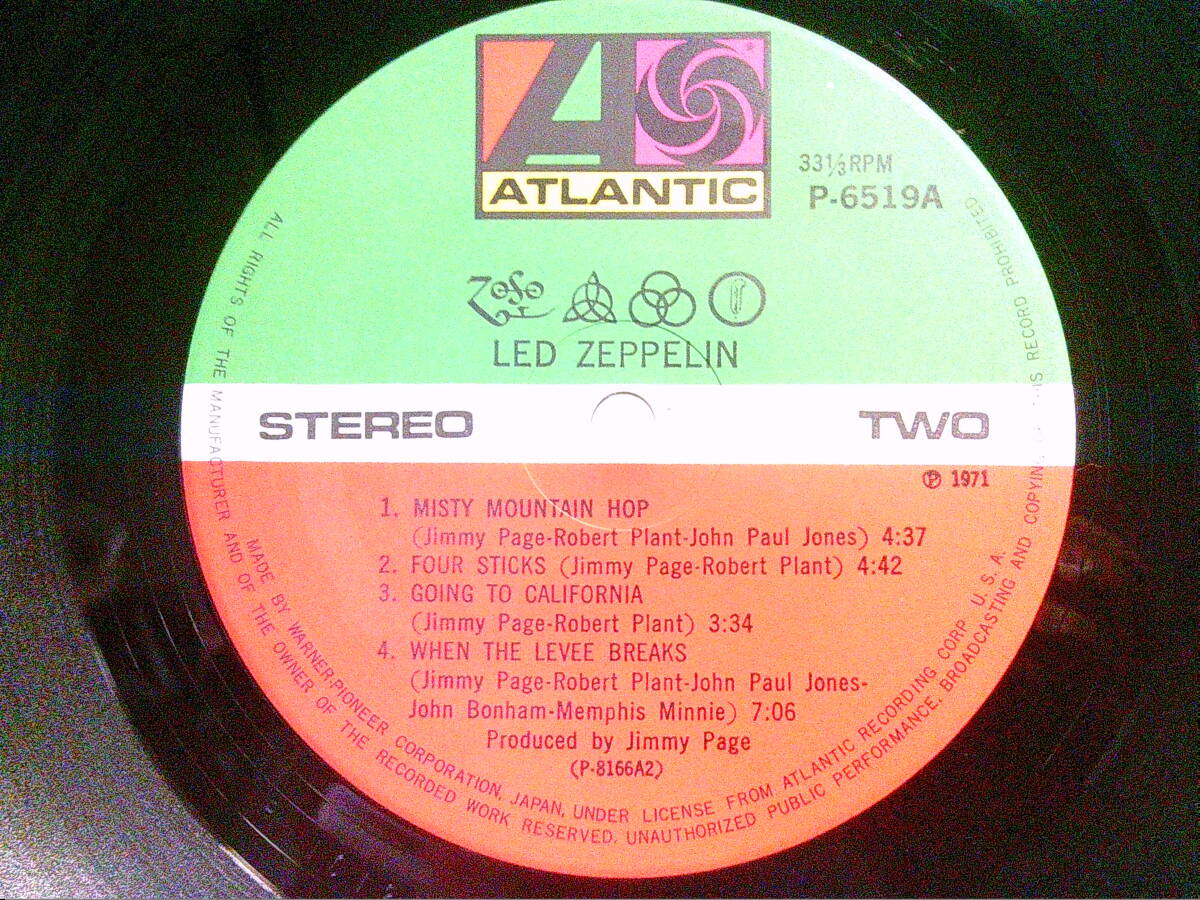 ATLANTIC
33⅓ RPM
P-6519A
Zoso
LED ZEPPELIN
STEREO
TWO
Ⓟ 1971
1. MISTY MOUNTAIN HOP
(Jimmy Page-Robert Plant-John Paul Jones) 4:37
2. FOUR STICKS (Jimmy Page-Robert Plant) 4:42
3. GOING TO CALIFORNIA
(Jimmy Page-Robert Plant) 3:34
4. WHEN THE LEVEE BREAKS
(Jimmy Page-Robert Plant-John Paul Jones-
John Bonham-Memphis Minnie) 7:06
Produced by Jimmy Page
(P-8166A2)
MADE BY WARNER-PIONEER CORPORATION, JAPAN, UNDER LICENSE FROM ATLANTIC RECORDING CORP. U. S. A.
ALL RIGHTS OF THE MANUFACTURER AND OF THE OWNER OF THE RECORDED WORK RESERVED. UNAUTHORIZED PUBLIC PERFORMANCE, BROADCASTING AND COPYING RECORD PROHIBITED